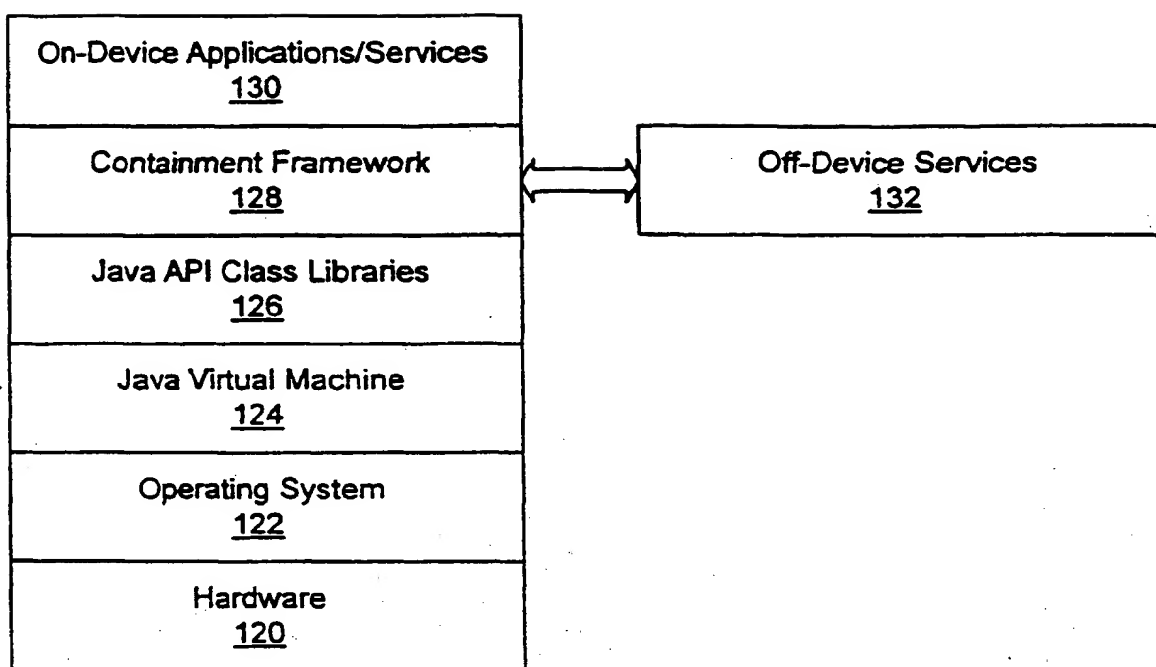 On-Device Applications/Services
130
Containment Framework
128
Off-Device Services
132
Java API Class Libraries
126
Java Virtual Machine
124
Operating System
122
Hardware
120